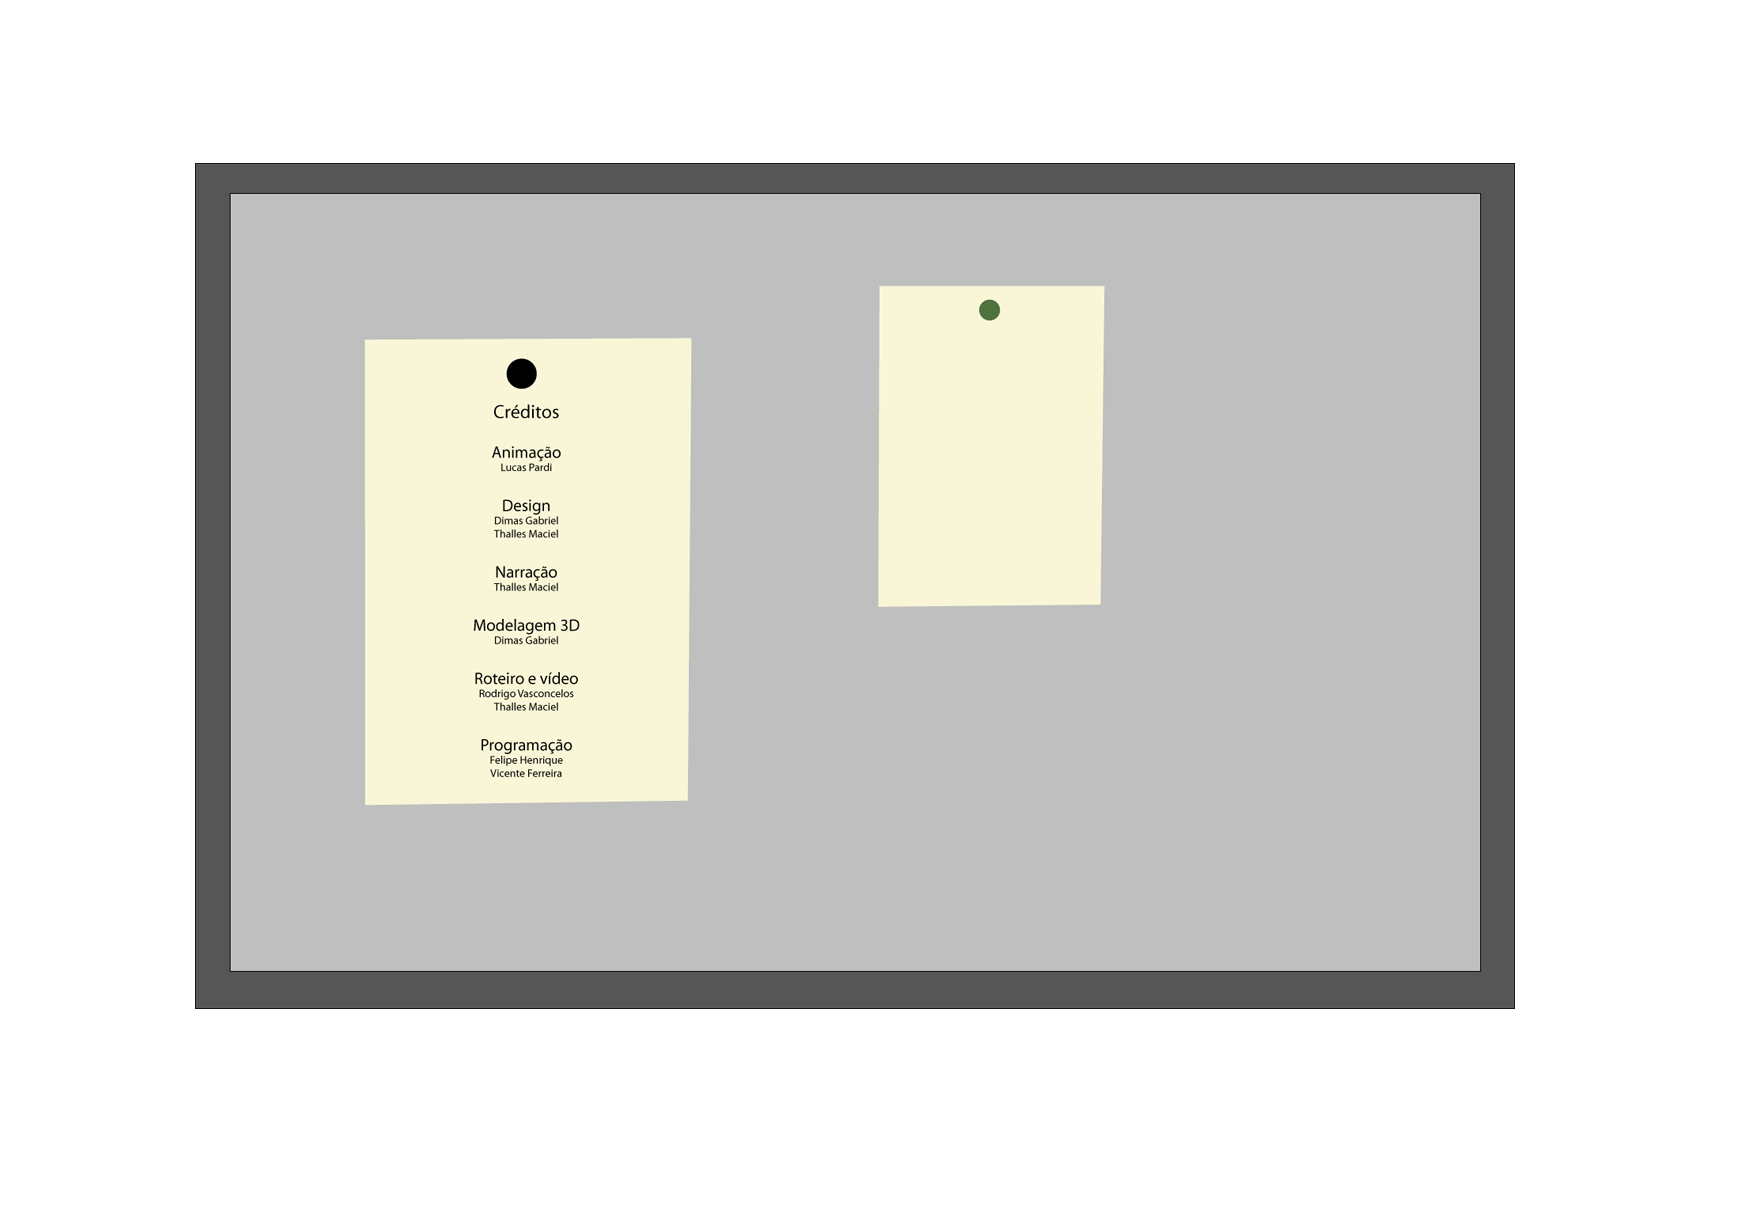 Créditos
Animação
Lucas Pardi
Design
Dimas Gabriel
Thalles Maciel
Narração
Thalles Maciel
Modelagem 3D
Dimas Gabriel
Roteiro e vídeo
Rodrigo Vasconcelos
Thalles Maciel
Programação
Felipe Henrique
Vicente Ferreira